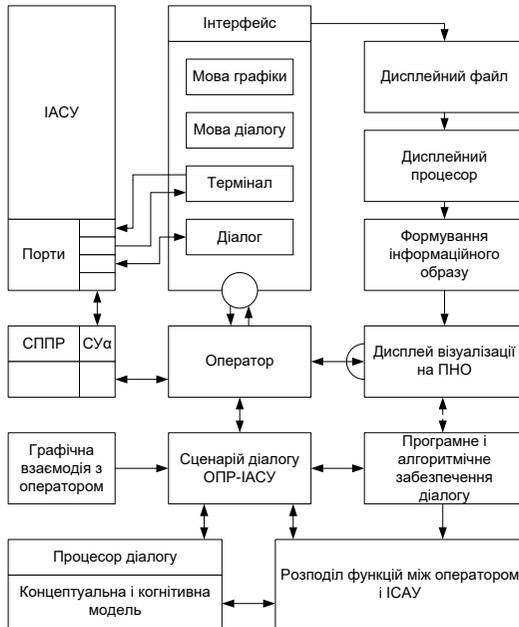 Інтерфейс
ІАСУ
Мова графіки
Мова діалогу
Термінал
Діалог
Порти
Дисплейний файл
Дисплейний
процесор
Формування
інформаційного
образу
СППР
СУα
Оператор
Дисплей візуалізації
на ПНО
Графічна
взаємодія з
оператором
Сценарій діалогу
ОПР-ІАСУ
Програмне і
алгоритмічне
забезпечення
діалогу
Процесор діалогу
Концептуальна і когнітивна
модель
Розподіл функцій між оператором
і ІСАУ